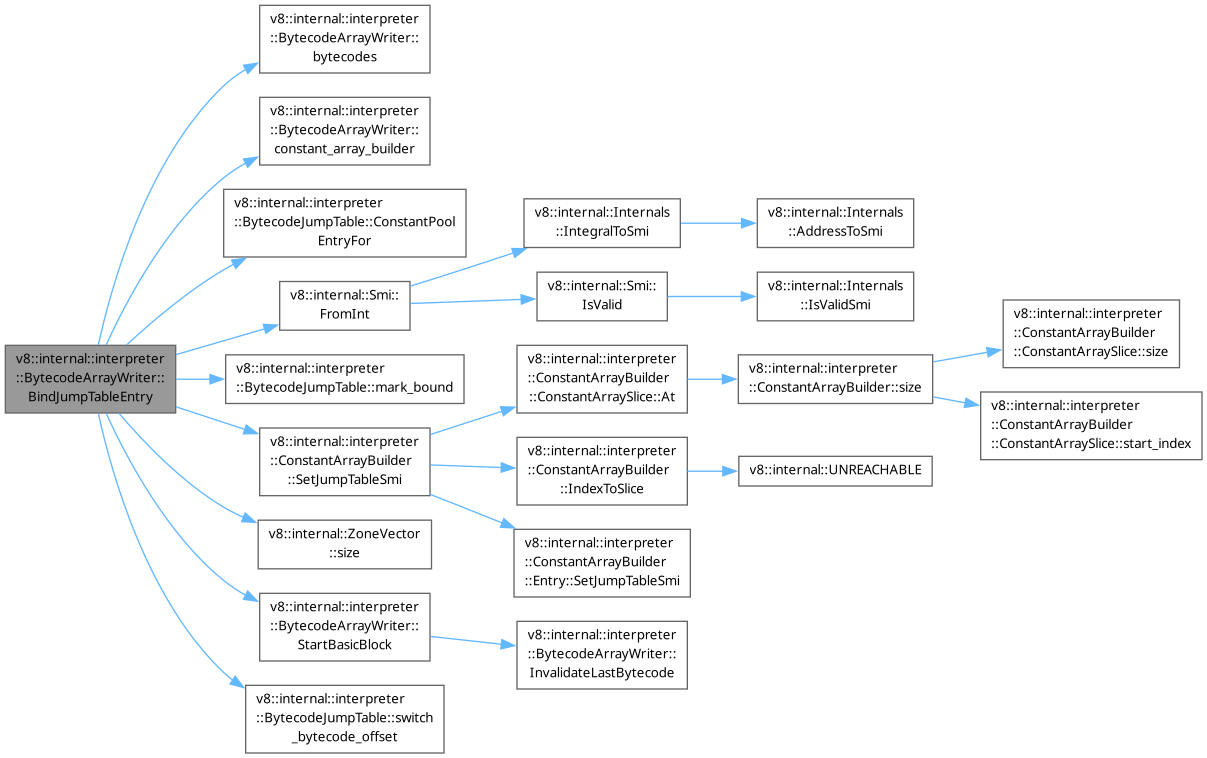 v8::internal::interpreter
::BytecodeArrayWriter::
bytecodes
v8::internal::interpreter
::BytecodeArrayWriter::
constant_array_builder
v8::internal::interpreter
::BytecodeJumpTable::ConstantPool
EntryFor
v8::internal::Internals
::IntegralToSmi
v8::internal::Internals
::AddressToSmi
v8::internal::Smi::
FromInt
v8::internal::Smi::
IsValid
v8::internal::Internals
::IsValidSmi
v8::internal::interpreter
::ConstantArrayBuilder
::ConstantArraySlice::size
v8::internal::interpreter
::BytecodeArrayWriter::
BindJumpTableEntry
v8::internal::interpreter
::BytecodeJumpTable::mark_bound
v8::internal::interpreter
::ConstantArrayBuilder
::ConstantArraySlice::At
v8::internal::interpreter
::ConstantArrayBuilder::size
v8::internal::interpreter
::ConstantArrayBuilder
::ConstantArraySlice::start_index
v8::internal::interpreter
::ConstantArrayBuilder
::SetJumpTableSmi
v8::internal::interpreter
::ConstantArrayBuilder
::IndexToSlice
v8::internal::UNREACHABLE
v8::internal::ZoneVector
::size
v8::internal::interpreter
::ConstantArrayBuilder
::Entry::SetJumpTableSmi
v8::internal::interpreter
::BytecodeArrayWriter::
StartBasicBlock
v8::internal::interpreter
::BytecodeArrayWriter::
InvalidateLastBytecode
v8::internal::interpreter
::BytecodeJumpTable::switch
_bytecode_offset